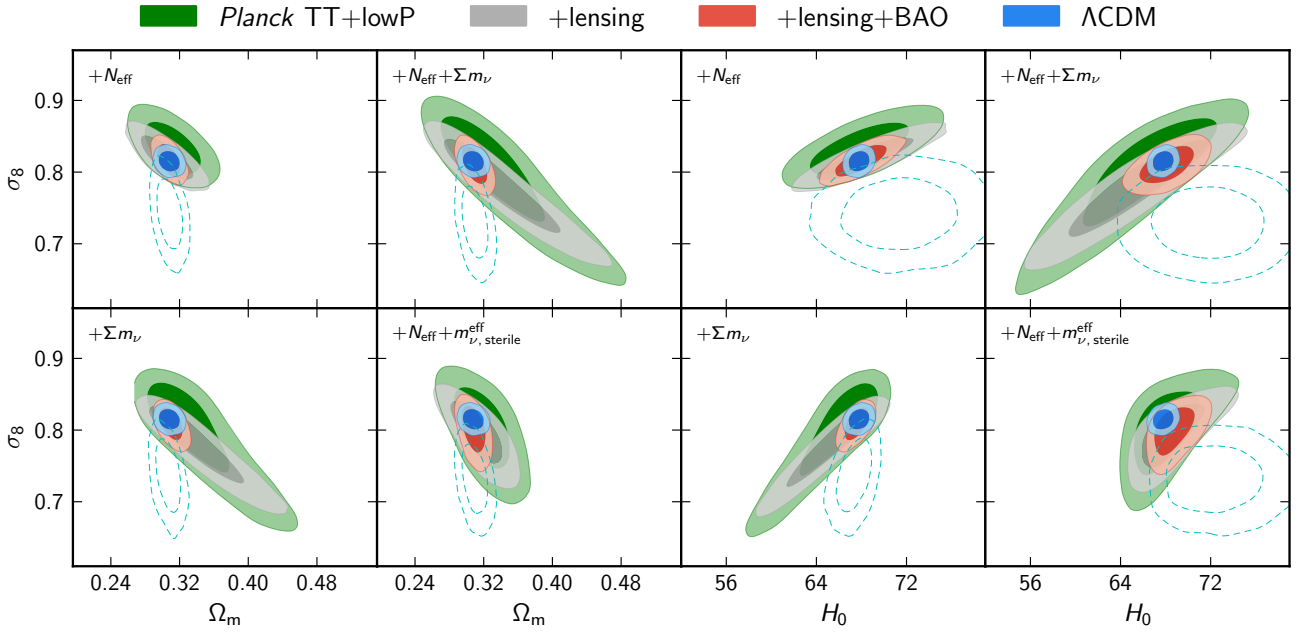 Planck TT+lowP +lensing +lensing+BAO ΛCDM
+N_eff +N_eff+Σm_ν +N_eff +N_eff+Σm_ν
0.9
0.8
0.7
σ_8
+Σm_ν +N_eff+m^eff_ν, sterile +Σm_ν +N_eff+m^eff_ν, sterile
0.9
0.8
0.7
σ_8
0.24 0.32 0.40 0.48 0.24 0.32 0.40 0.48 56 64 72 56 64 72
Ω_m Ω_m H_0 H_0